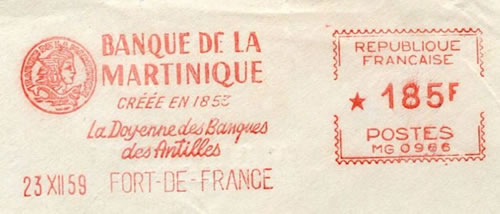 BANQUE DE LA
MARTINIQUE
CRÉÉE EN 1853
La Doyenne des Banques
des Antilles
23 XII 59 FORT-DE-FRANCE
REPUBLIQUE
FRANCAISE
★ 185F
POSTES
MG 0966